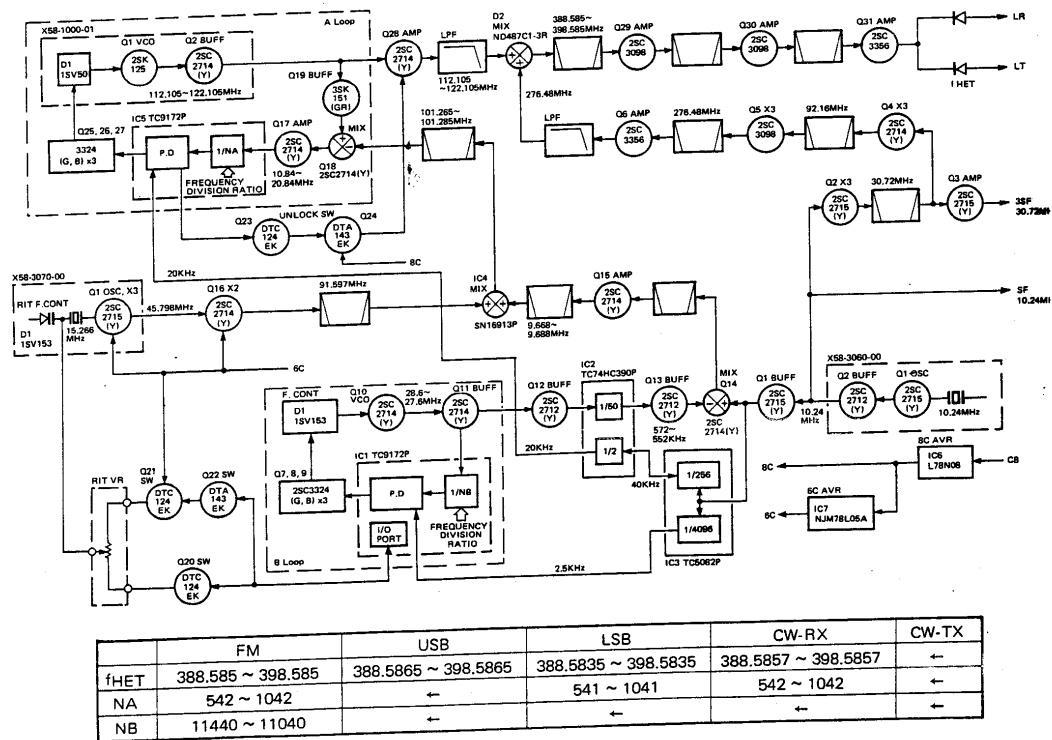 A Loop
X58-1000-01
D1
1SV50
Q1 VCO
2SK
125
Q2 BUFF
2SC
2714
(Y)
112.105~122.105MHz
Q19 BUFF
3SK
151
(GR)
Q25, 26, 27
3324
(G, B) x3
IC5 TC9172P
P.D
1/NA
FREQUENCY
DIVISION RATIO
Q17 AMP
2SC
2714
(Y)
10.84~
20.84MHz
MIX
Q18
2SC2714(Y)
UNLOCK SW
Q23
DTC
124
EK
Q24
DTA
143
EK
8C
20KHz
Q28 AMP
2SC
2714
(Y)
LPF
112.105
~122.105MHz
D2
MIX
ND487C1-3R
388.585~
398.585MHz
Q29 AMP
2SC
3098
Q30 AMP
2SC
3098
Q31 AMP
2SC
3356
LR
LT
f HET
276.48MHz
LPF
Q6 AMP
2SC
3356
276.48MHz
Q5 X3
2SC
3098
92.16MHz
Q4 X3
2SC
2714
(Y)
101.265~
101.285MHz
Q2 X3
2SC
2715
(Y)
30.72MHz
Q3 AMP
2SC
2715
(Y)
3SF
30.72MH
SF
10.24MH
X58-3070-00
RIT F.CONT
D1
1SV153
15.266
MHz
Q1 OSC, X3
2SC
2715
(Y)
45.798MHz
Q16 X2
2SC
2714
(Y)
91.597MHz
6C
IC4
MIX
SN16913P
9.668~
9.688MHz
Q15 AMP
2SC
2714
(Y)
MIX
Q14
2SC
2714(Y)
Q1 BUFF
2SC
2715
(Y)
10.24
MHz
X58-3060-00
Q2 BUFF
2SC
2712
(Y)
Q1 OSC
2SC
2715
(Y)
10.24MHz
F. CONT
D1
1SV153
Q10
VCO
2SC
2714
(Y)
28.6~
27.6MHz
Q11 BUFF
2SC
2714
(Y)
Q12 BUFF
2SC
2712
(Y)
IC2
TC74HC390P
1/50
1/2
Q13 BUFF
2SC
2712
(Y)
572~
552KHz
20KHz
40KHz
Q7, 8, 9
2SC3324
(G, B) x3
IC1 TC9172P
P.D
1/NB
I/O
PORT
FREQUENCY
DIVISION
RATIO
B Loop
1/256
1/4096
IC3 TC5082P
2.5KHz
8C AVR
IC6
L78N08
C8
8C
6C AVR
IC7
NJM78L05A
6C
RIT VR
Q21
SW
DTC
124
EK
Q22 SW
DTA
143
EK
Q20 SW
DTC
124
EK
FM USB LSB CW-RX CW-TX
fHET 388.585 ~ 398.585 388.5865 ~ 398.5865 388.5835 ~ 398.5835 388.5857 ~ 398.5857 ←
NA 542 ~ 1042 ← 541 ~ 1041 542 ~ 1042 ←
NB 11440 ~ 11040 ← ← ← ←